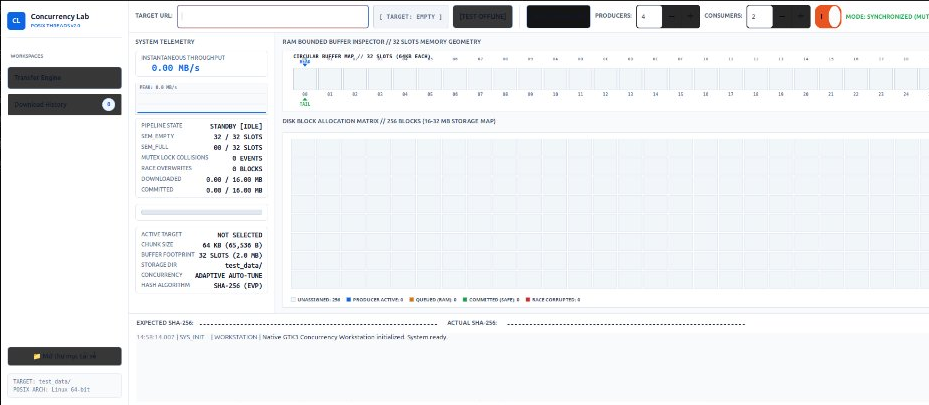 CL
Concurrency Lab
POSIX THREADS v2.0
WORKSPACES
Transfer Engine
Download History
0
TARGET: test_data/
POSIX ARCH: Linux 64-bit
TARGET URL:
[ TARGET: EMPTY ]
[TEST OFFLINE]
PRODUCERS:
4
CONSUMERS:
2
MODE: SYNCHRONIZED (MUT
SYSTEM TELEMETRY
INSTANTANEOUS THROUGHPUT
0.00 MB/s
PEAK: 0.0 MB/s
PIPELINE STATE STANDBY [IDLE]
SEM_EMPTY 32 / 32 SLOTS
SEM_FULL 00 / 32 SLOTS
MUTEX LOCK COLLISIONS 0 EVENTS
RACE OVERWRITES 0 BLOCKS
DOWNLOADED 0.00 / 16.00 MB
COMMITTED 0.00 / 16.00 MB
ACTIVE TARGET NOT SELECTED
CHUNK SIZE 64 KB (65,536 B)
BUFFER FOOTPRINT 32 SLOTS (2.0 MB)
STORAGE DIR test_data/
CONCURRENCY ADAPTIVE AUTO-TUNE
HASH ALGORITHM SHA-256 (EVP)
RAM BOUNDED BUFFER INSPECTOR // 32 SLOTS MEMORY GEOMETRY
CIRCULAR BUFFER MAP // 32 SLOTS (64KB EACH)
HEAD
00 01 02 03 04 05 06 07 08 09 10 11 12 13 14 15 16 17 18 19 20 21 22 23 24
TAIL
DISK BLOCK ALLOCATION MATRIX // 256 BLOCKS (16-32 MB STORAGE MAP)
UNASSIGNED: 256 PRODUCER ACTIVE: 0 QUEUED (RAM): 0 COMMITTED (SAFE): 0 RACE CORRUPTED: 0
EXPECTED SHA-256: ACTUAL SHA-256:
14:58:14.007 | SYS_INIT | [WORKSTATION] Native GTK3 Concurrency Workstation initialized. System ready.